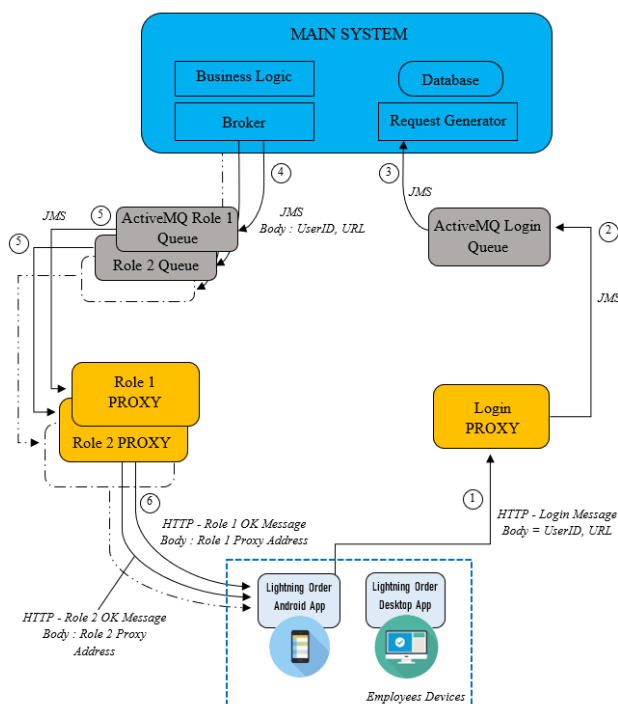 MAIN SYSTEM
Business Logic
Database
Broker
Request Generator
4
3
JMS
JMS
Body : UserID, URL
JMS
5
5
ActiveMQ Role 1
Queue
Role 2 Queue
ActiveMQ Login
Queue
2
JMS
Role 1
PROXY
Role 2 PROXY
Login
PROXY
6
1
HTTP - Role 1 OK Message
Body : Role 1 Proxy Address
HTTP - Login Message
Body = UserID, URL
HTTP - Role 2 OK Message
Body : Role 2 Proxy
Address
Lightning Order
Android App
Lightning Order
Desktop App
Employees Devices